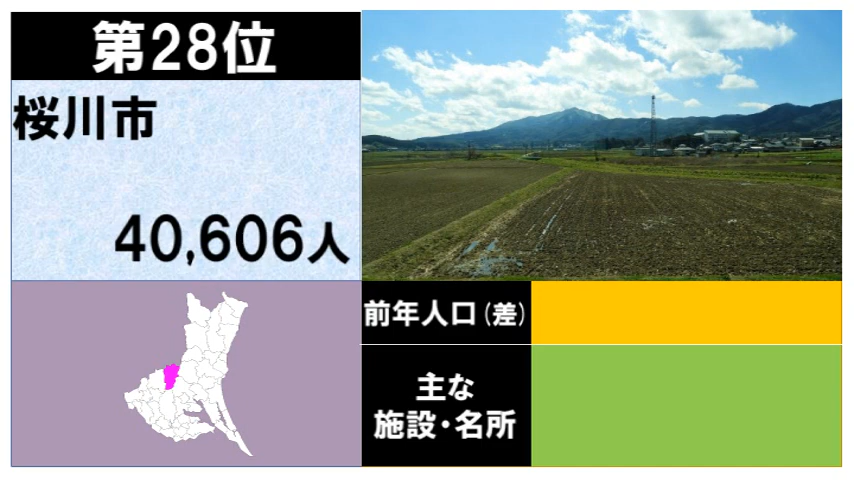 第28位
桜川市
40,606人
前年人口(差)
主な
施設・名所